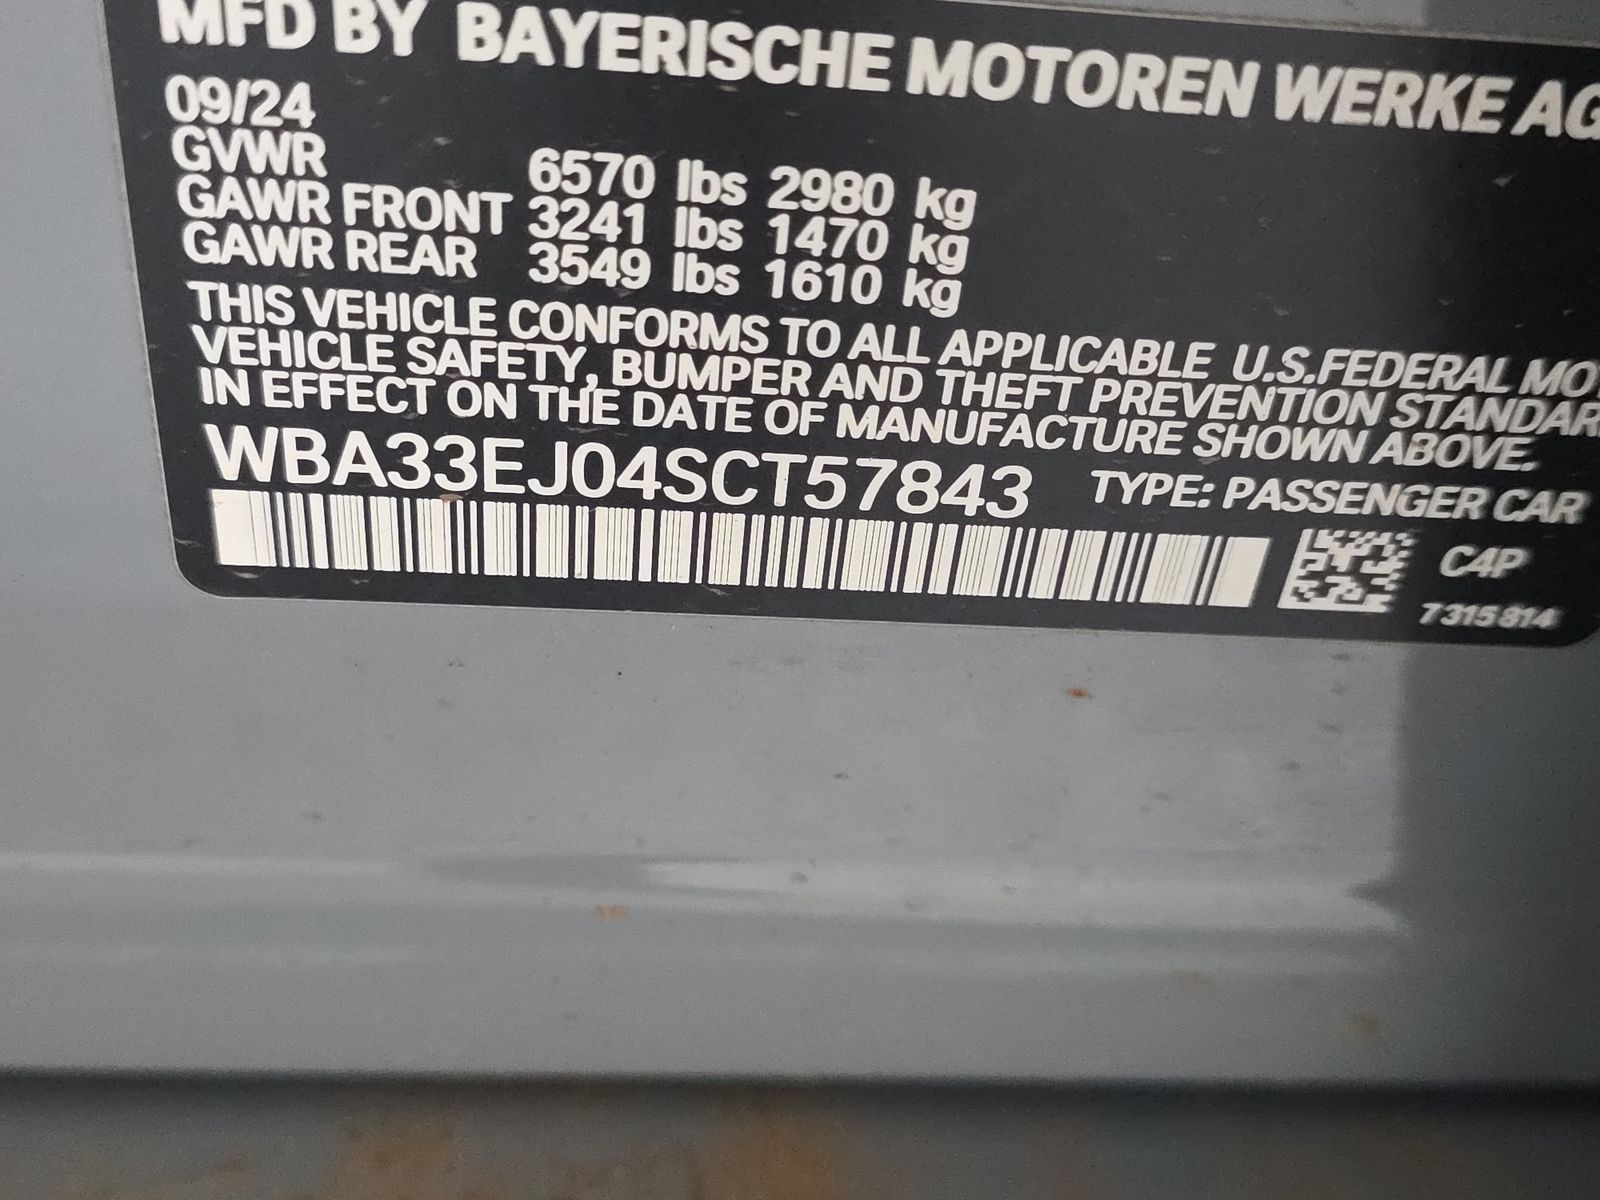 MFD BY BAYERISCHE MOTOREN WERKE AG
09/24
GVWR 6570 lbs 2980 kg
GAWR FRONT 3241 lbs 1470 kg
GAWR REAR 3549 lbs 1610 kg
THIS VEHICLE CONFORMS TO ALL APPLICABLE U.S.FEDERAL MOT
VEHICLE SAFETY, BUMPER AND THEFT PREVENTION STANDAR
IN EFFECT ON THE DATE OF MANUFACTURE SHOWN ABOVE.
WBA33EJ04SCT57843 TYPE: PASSENGER CAR
C4P
7315814